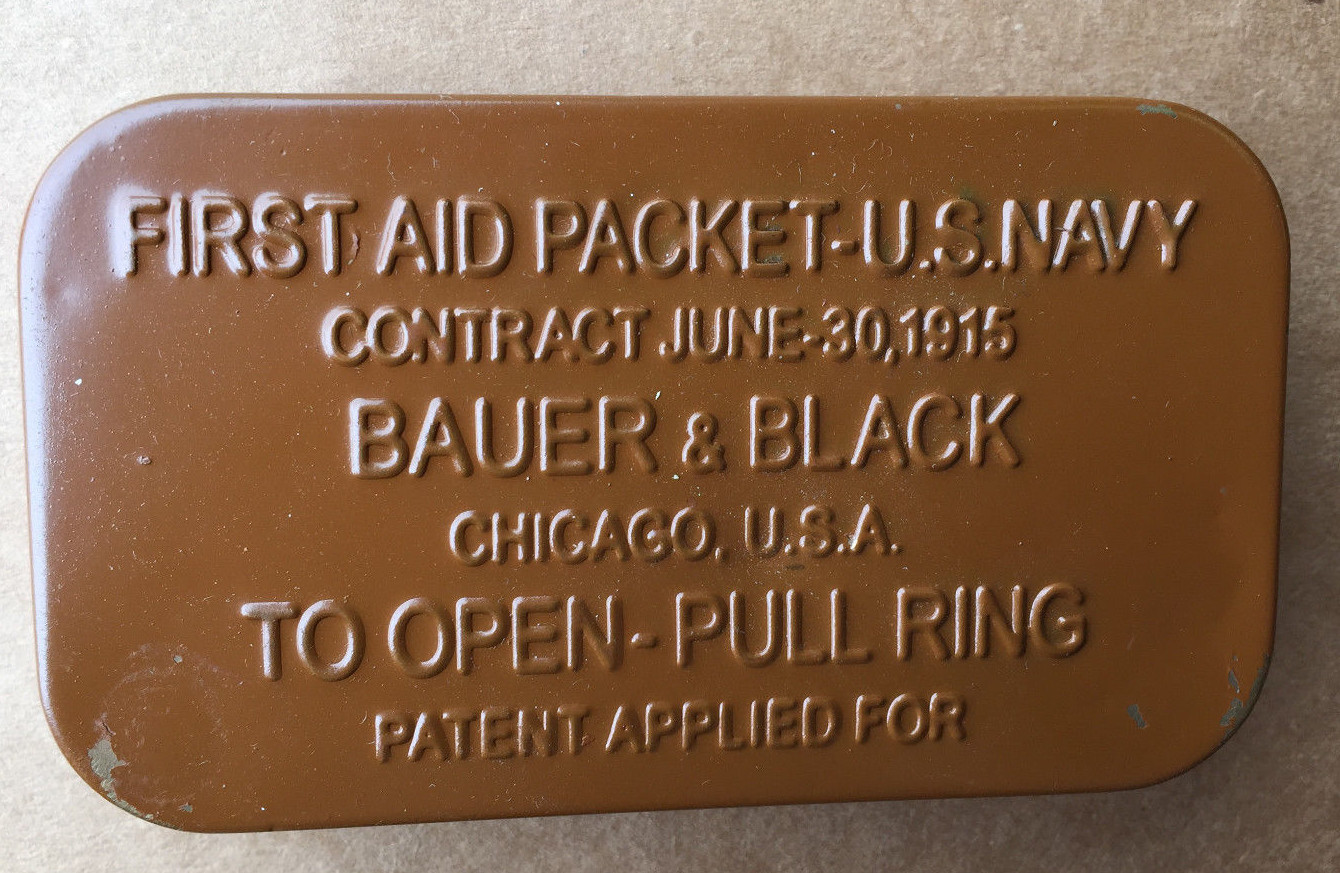 FIRST AID PACKET-U.S.NAVY
CONTRACT JUNE-30,1915
BAUER & BLACK
CHICAGO, U.S.A.
TO OPEN-PULL RING
PATENT APPLIED FOR